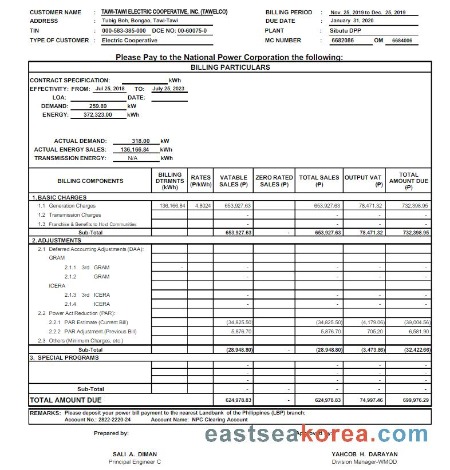 CUSTOMER NAME : TAWI-TAWI ELECTRIC COOPERATIVE, INC. (TAWELCO)
BILLING PERIOD : Nov. 25, 2019 to Dec. 25, 2019
ADDRESS : Tubig Boh, Bongao, Tawi-Tawi
DUE DATE : January 31, 2020
TIN : 000-583-385-000 DCE NO: 00-60075-0
PLANT : Sibutu DPP
TYPE OF CUSTOMER : Electric Cooperative
MC NUMBER : 6682086 OM 6684006
Please Pay to the National Power Corporation the following:
BILLING PARTICULARS
CONTRACT SPECIFICATION: kWh
EFFECTIVITY: FROM: Jul 25, 2018 TO: July 25, 2023
LOA: DATE:
DEMAND: 259.80 kW
ENERGY: 372,323.00 kWh
ACTUAL DEMAND: 318.00 kW
ACTUAL ENERGY SALES: 136,166.84 kWh
TRANSMISSION ENERGY: N/A kWh
BILLING COMPONENTS BILLING DTRMNTS (kWh) RATES (P/kWh) VATABLE SALES (P) ZERO RATED SALES (P) TOTAL SALES (P) OUTPUT VAT (P) TOTAL AMOUNT DUE (P)
1. BASIC CHARGES
1.1 Generation Charges 136,166.84 4.8024 653,927.63 653,927.63 78,471.32 732,398.95
1.2 Transmission Charges - - - -
1.3 Franchise & Benefits to Host Communities - - - -
Sub-Total 653,927.63 - 653,927.63 78,471.32 732,398.95
2. ADJUSTMENTS
2.1 Deferred Accounting Adjustments (DAA):
GRAM
2.1.1 3rd GRAM - - - - -
2.1.2 GRAM - - - -
ICERA
2.1.3 3rd ICERA - - - -
2.1.4 ICERA - - - -
2.2 Power Act Reduction (PAR):
2.2.1 PAR Estimate (Current Bill) (34,825.50) (34,825.50) (4,179.06) (39,004.56)
2.2.2 PAR Adjustment (Previous Bill) 5,876.70 5,876.70 705.20 6,581.90
2.3 Others (Minimum Charges, etc.)
Sub-Total (28,948.80) - (28,948.80) (3,473.86) (32,422.66)
3. SPECIAL PROGRAMS
Sub-Total - - - -
TOTAL AMOUNT DUE 624,978.83 - 624,978.83 74,997.46 699,976.29
REMARKS: Please deposit your power bill payment to the nearest Landbank of the Philippines (LBP) branch:
Account No: 2822-2220-24 Account Name: NPC Clearing Account
Prepared by: Approved by:
eastseakorea.com
SALI A. DIMAN YAHCOB H. DARAYAN
Principal Engineer C Division Manager-WMOD